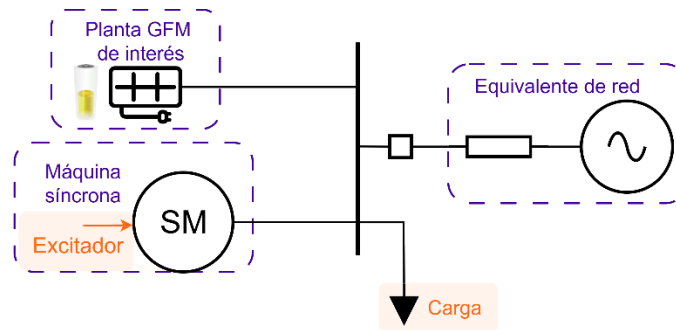 Planta GFM
de interés
Equivalente de red
Máquina
síncrona
SM
Excitador
Carga